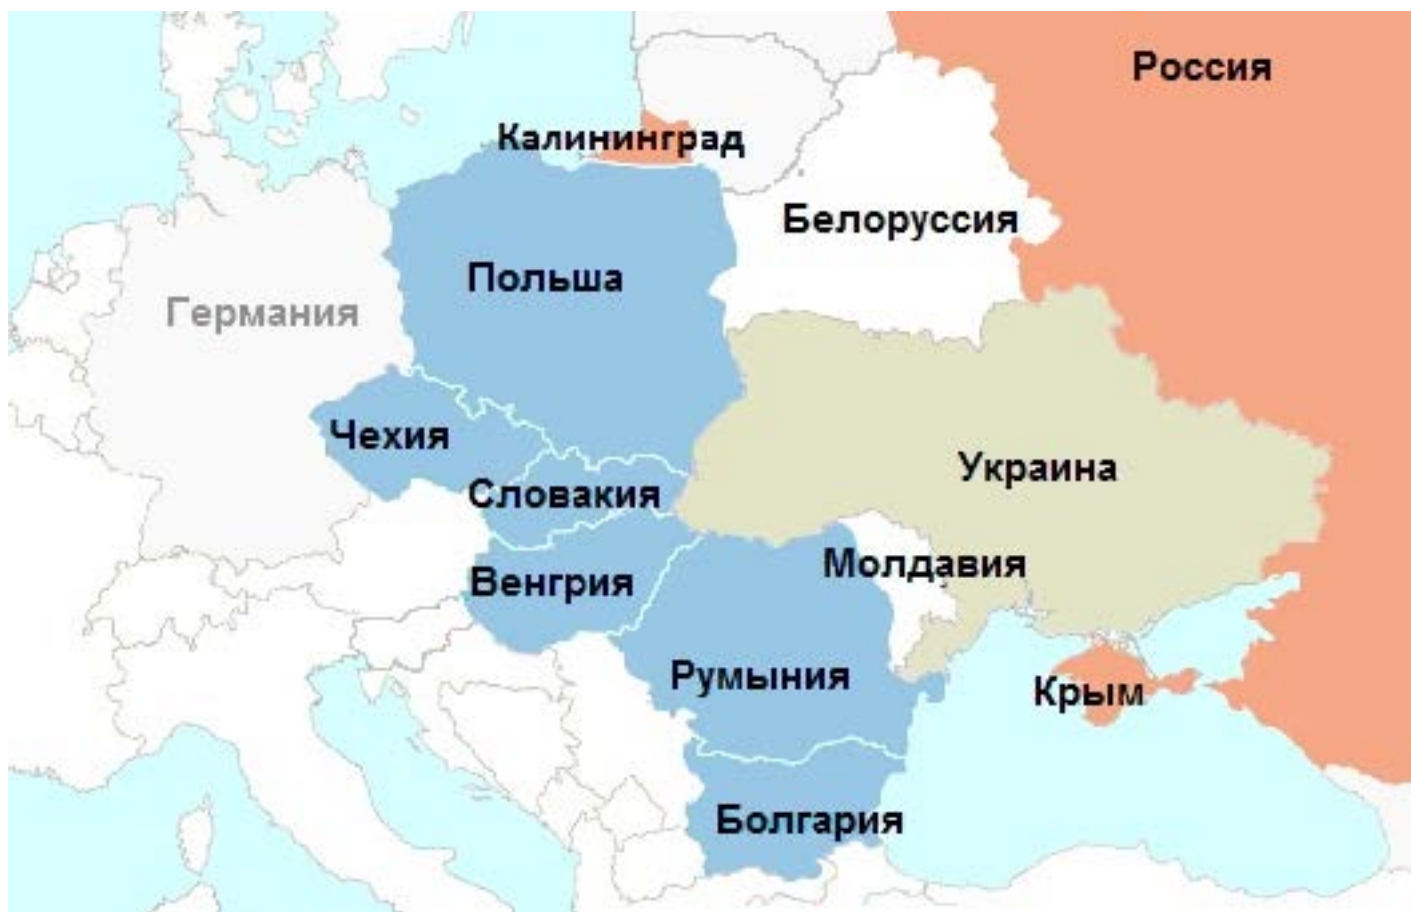 Россия
Калининград
Белоруссия
Польша
Германия
Чехия
Украина
Словакия
Молдавия
Венгрия
Румыния
Крым
Болгария